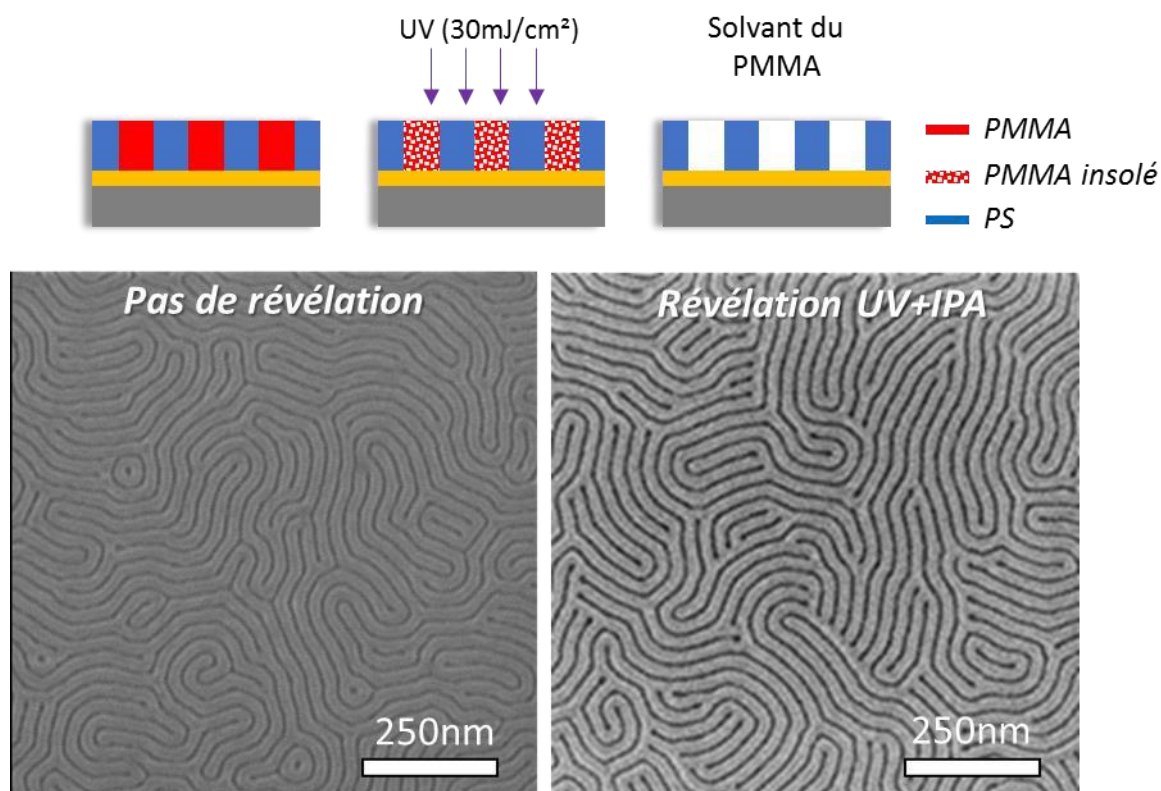 UV (30mJ/cm²)
Solvant du
PMMA
PMMA
PMMA insolé
PS
Pas de révélation
Révélation UV+IPA
250nm
250nm